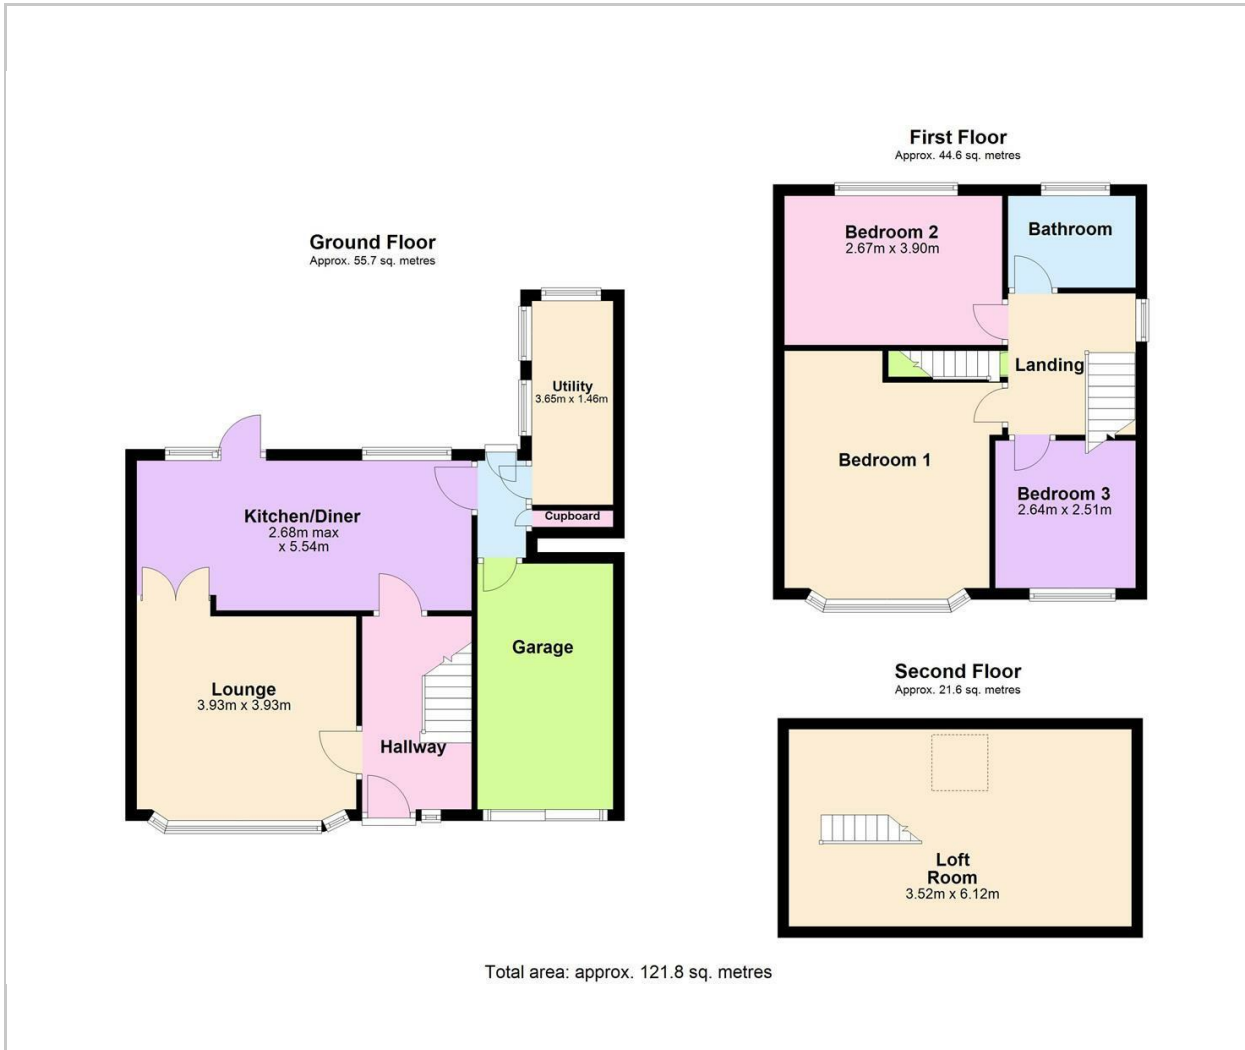 Ground Floor
Approx. 55.7 sq. metres
Utility
3.65m x 1.46m
Kitchen/Diner
2.68m max
x 5.54m
Cupboard
Garage
Lounge
3.93m x 3.93m
Hallway
First Floor
Approx. 44.6 sq. metres
Bedroom 2
2.67m x 3.90m
Bathroom
Landing
Bedroom 1
Bedroom 3
2.64m x 2.51m
Second Floor
Approx. 21.6 sq. metres
Loft
Room
3.52m x 6.12m
Total area: approx. 121.8 sq. metres